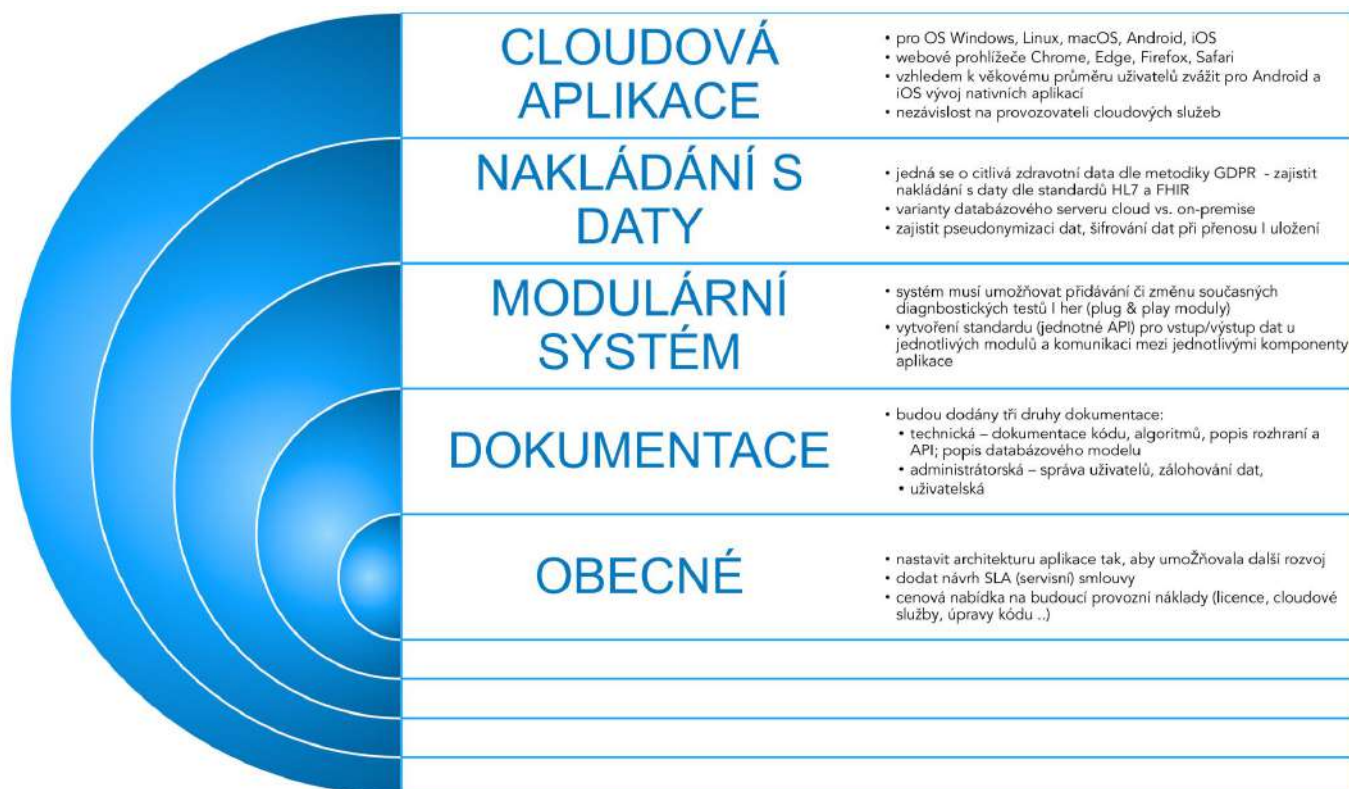 CLOUDOVÁ
APLIKACE
• pro OS Windows, Linux, macOS, Android, iOS
• webové prohlížeče Chrome, Edge, Firefox, Safari
• vzhledem k věkovému průměru uživatelů zvážit pro Android a
iOS vývoj nativních aplikací
• nezávislost na provozovateli cloudových služeb
NAKLÁDÁNÍ S
DATY
• jedná se o citlivá zdravotní data dle metodiky GDPR - zajistit
nakládání s daty dle standardů HL7 a FHIR
• varianty databázového serveru cloud vs. on-premise
• zajistit pseudonymizaci dat, šifrování dat při přenosu I uložení
MODULÁRNÍ
SYSTÉM
• systém musí umožňovat přidávání či změnu současných
diagnbostických testů I her (plug & play moduly)
• vytvoření standardu (jednotné API) pro vstup/výstup dat u
jednotlivých modulů a komunikaci mezi jednotlivými komponenty
aplikace
DOKUMENTACE
• budou dodány tři druhy dokumentace:
• technická – dokumentace kódu, algoritmů, popis rozhraní a
API; popis databázového modelu
• administrátorská – správa uživatelů, zálohování dat,
• uživatelská
OBECNÉ
• nastavit architekturu aplikace tak, aby umoŽňovala další rozvoj
• dodat návrh SLA (servisní) smlouvy
• cenová nabídka na budoucí provozní náklady (licence, cloudové
služby, úpravy kódu ..)